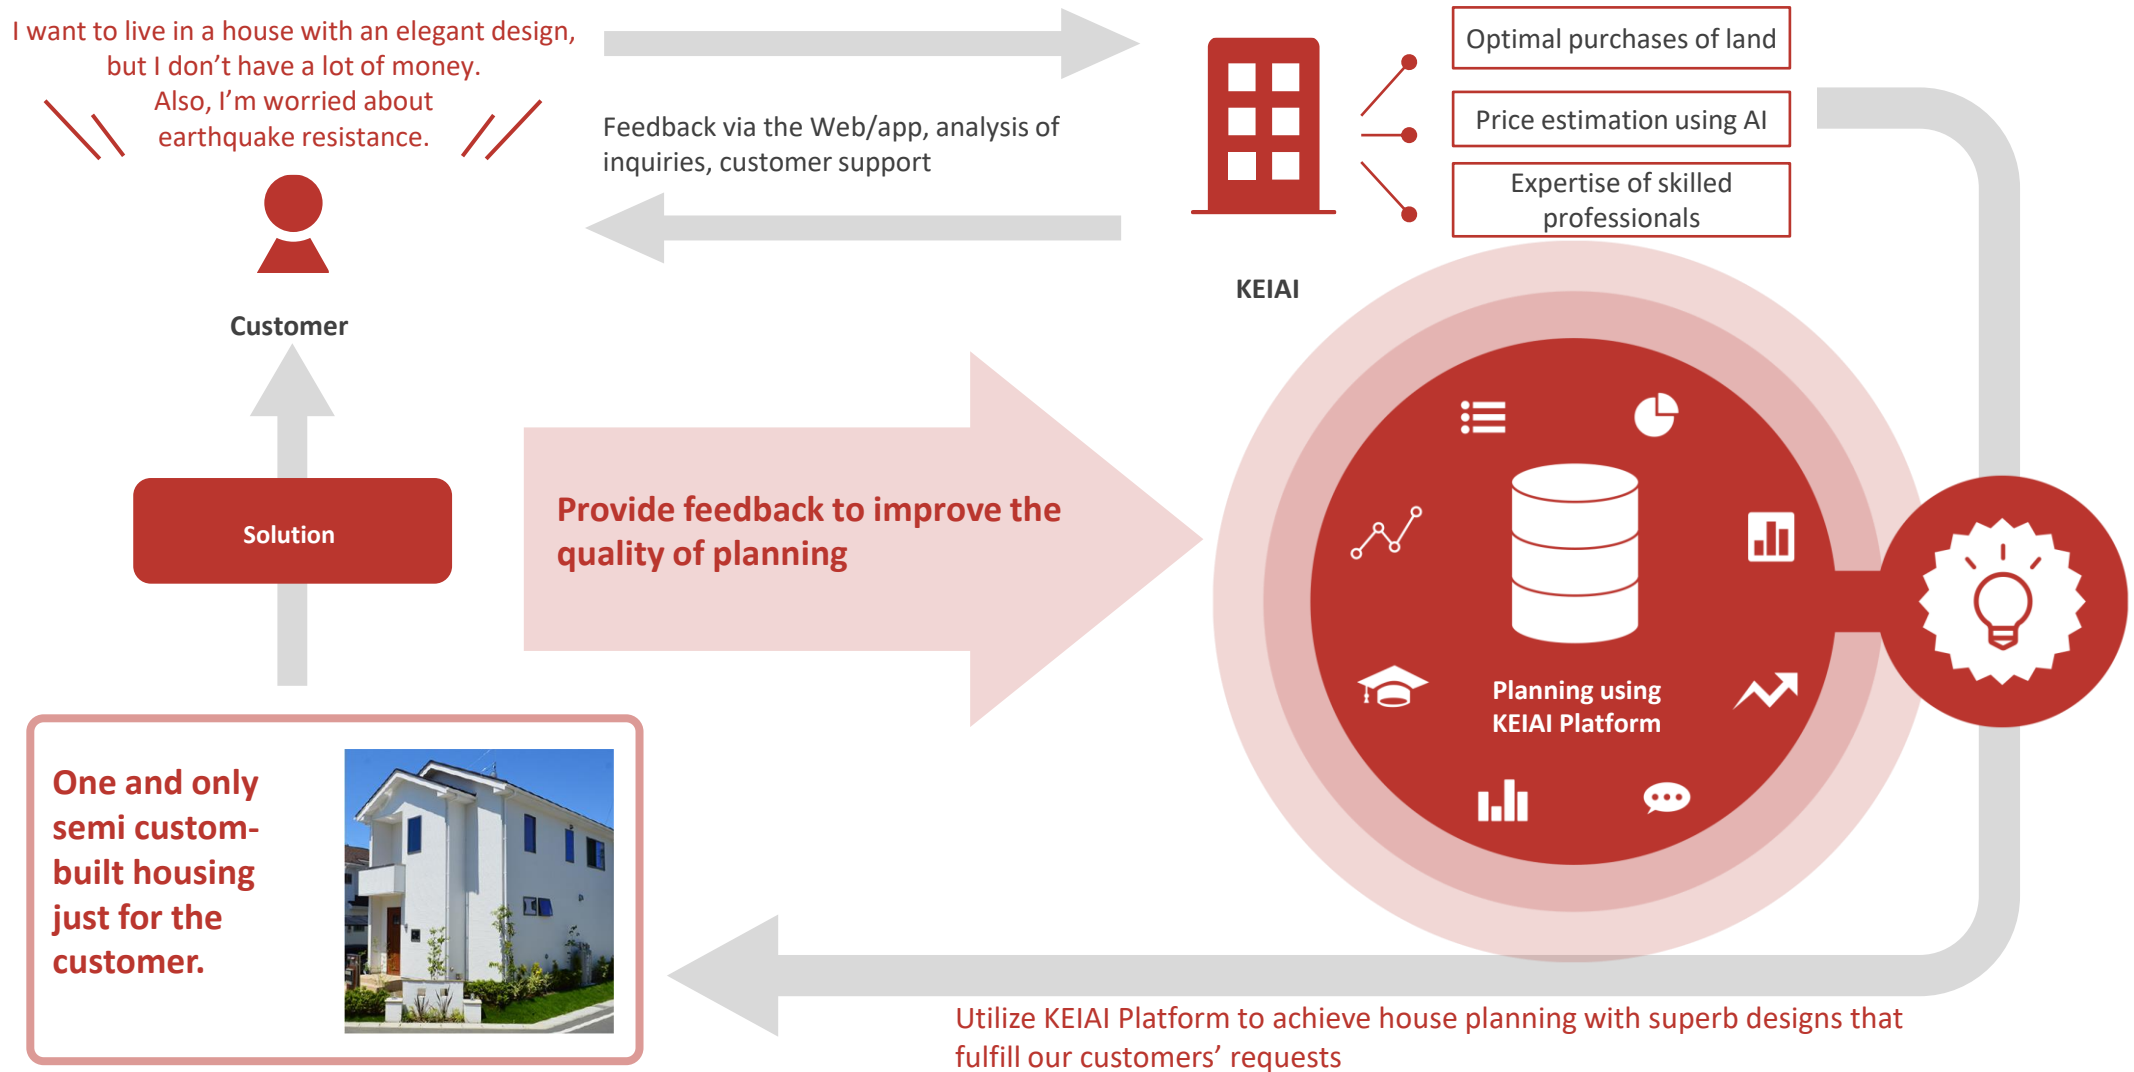 I want to live in a house with an elegant design,
but I don’t have a lot of money.
Also, I’m worried about
earthquake resistance.
Customer
Feedback via the Web/app, analysis of
inquiries, customer support
KEIAI
Optimal purchases of land
Price estimation using AI
Expertise of skilled
professionals
Solution
Provide feedback to improve the
quality of planning
Planning using
KEIAI Platform
One and only
semi custom-
built housing
just for the
customer.
Utilize KEIAI Platform to achieve house planning with superb designs that
fulfill our customers’ requests